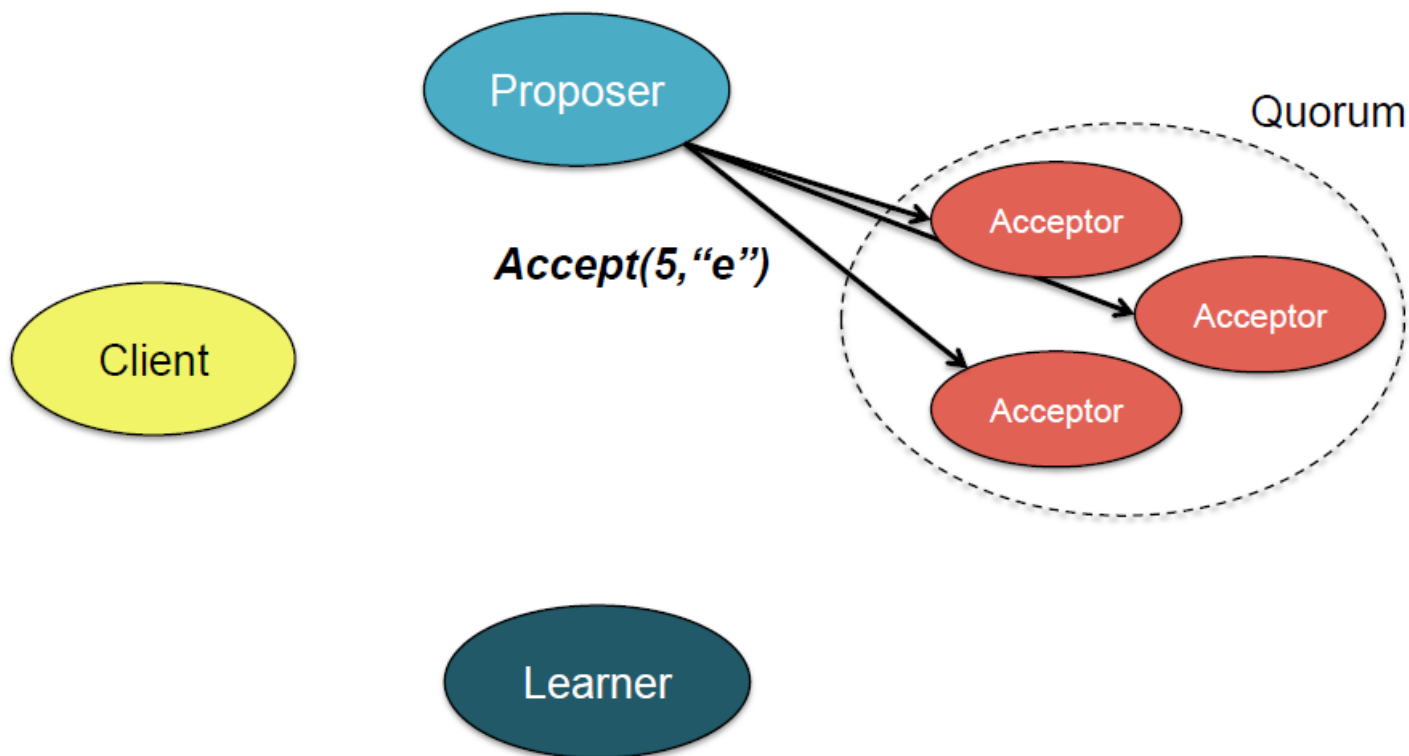 Proposer
Quorum
Acceptor
Accept(5,“e”)
Acceptor
Client
Acceptor
Learner